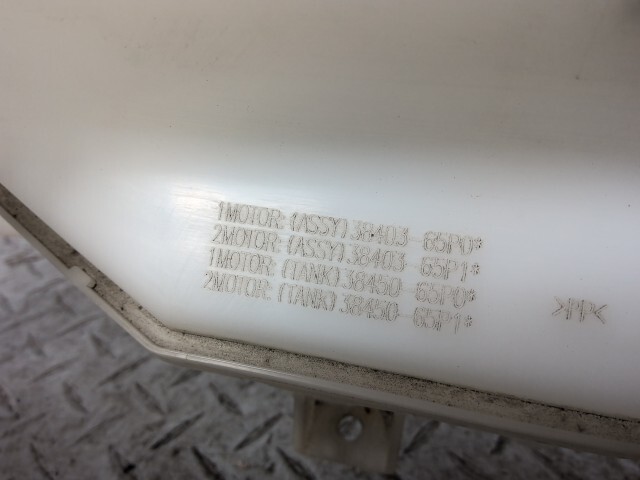 1MOTOR: (ASSY) 38403 65P0*
2MOTOR: (ASSY) 38403 65P1*
1MOTOR: (TANK) 38450 65P0*
2MOTOR: (TANK) 38450 65P1*
>PP<